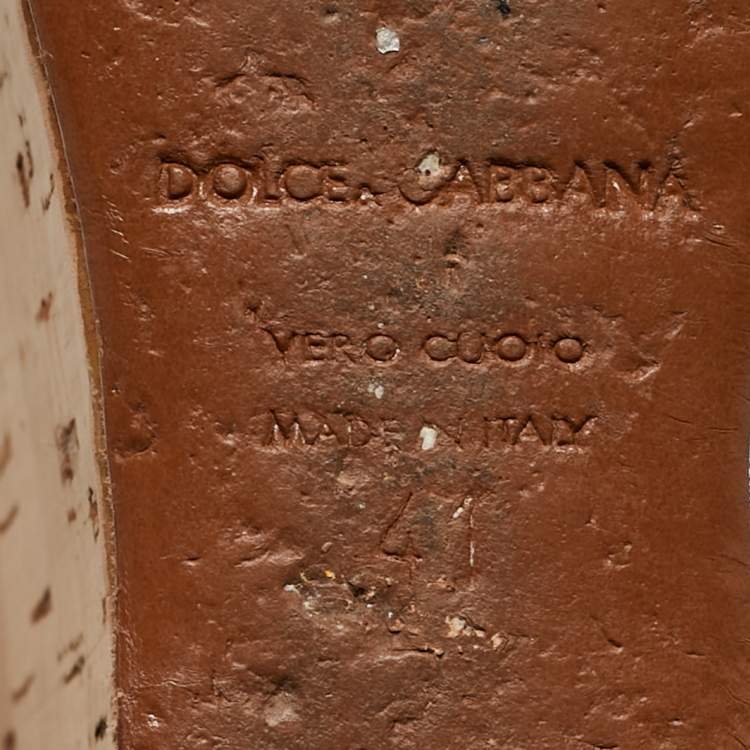 DOLCE & GABBANA
VERO CUOIO
MADE IN ITALY
41